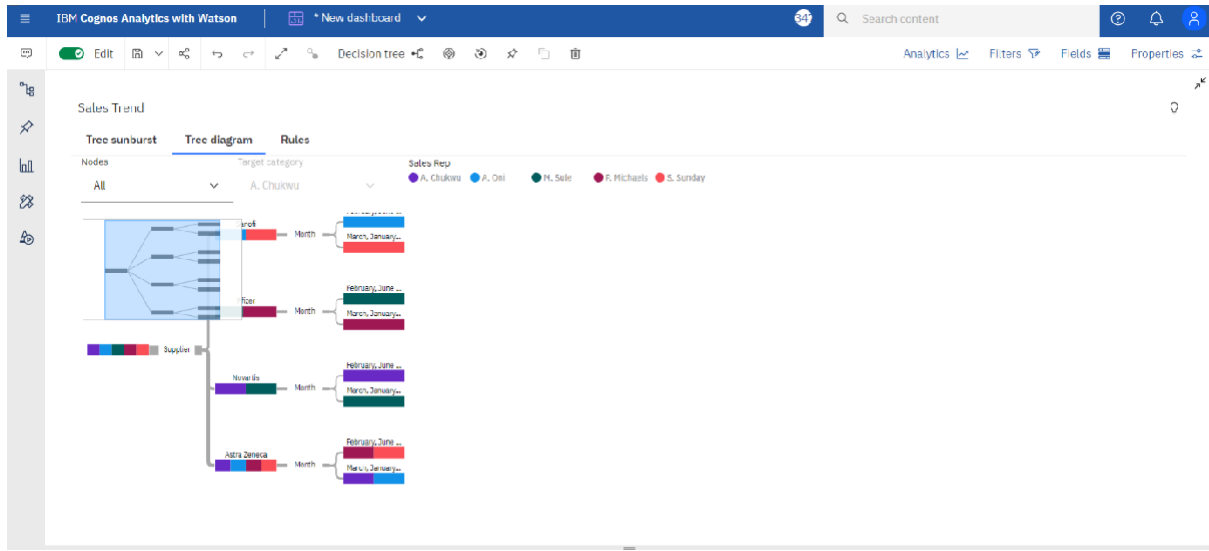 IBM Cognos Analytics with Watson
* New dashboard
347
Search content
Edit
Decision tree
Analytics
Filters
Fields
Properties
Sales Trend
Tree sunburst
Tree diagram
Rules
Nodes
Target category
Sales Rep
All
A. Chukwu
A. Chukwu
A. Oni
M. Sule
P. Michaels
S. Sunday
Month
March, January...
February, June ...
Month
March, January...
Supplier
February, June ...
Novartis
Month
March, January...
February, June ...
Astra Zeneca
Month
March, January...